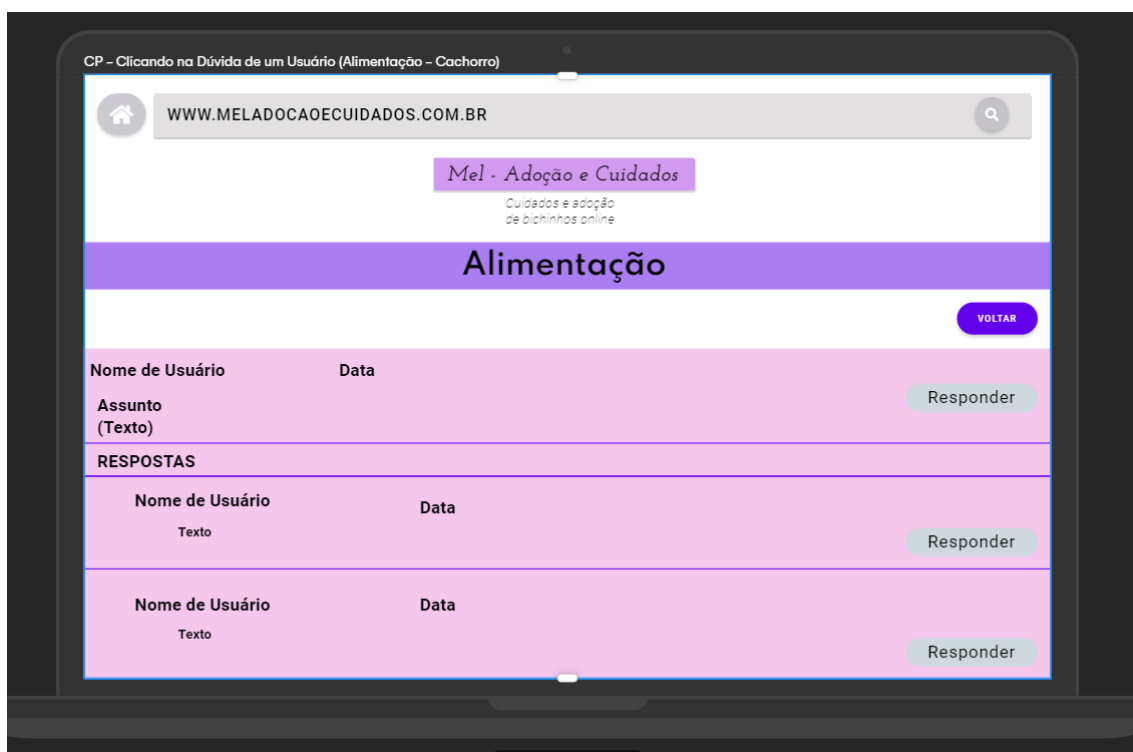 CP – Clicando na Dúvida de um Usuário (Alimentação – Cachorro)
WWW.MELADOCAOECUIDADOS.COM.BR
Mel - Adoção e Cuidados
Cuidados e adoção
de bichinhos online
Alimentação
VOLTAR
Nome de Usuário Data
Responder
Assunto
(Texto)
RESPOSTAS
Nome de Usuário Data
Texto
Responder
Nome de Usuário Data
Texto
Responder